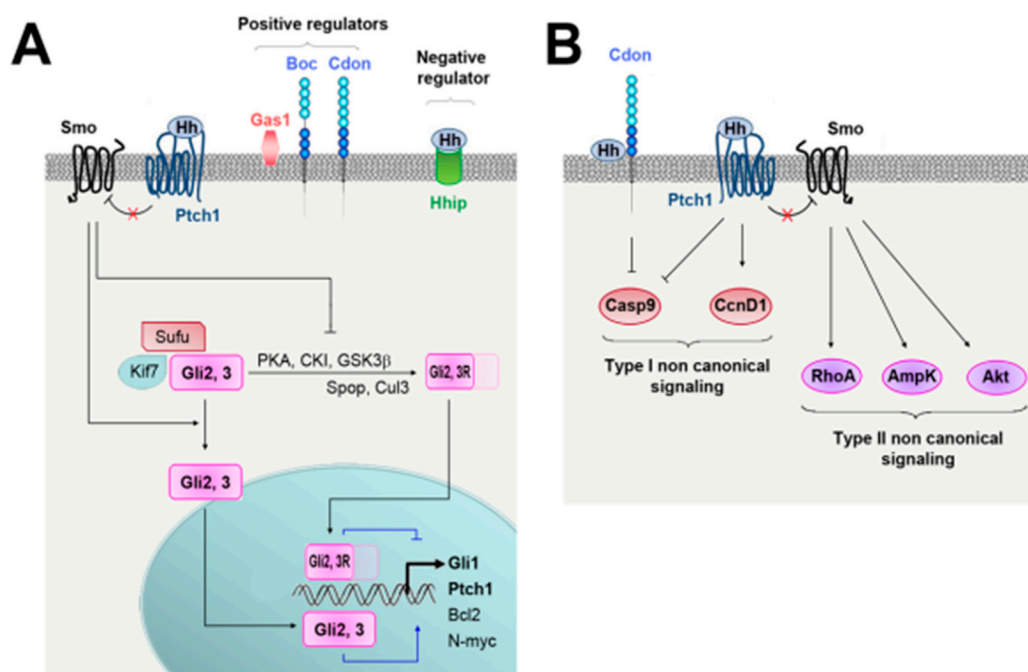 A
Positive regulators
Boc Cdon
Negative
regulator
Gas1
Smo
Hh
Hh
Ptch1
Hhip
Sufu
Kif7
Gli2, 3
PKA, CKI, GSK3β
Spop, Cul3
Gli2, 3R
Gli2, 3
Gli2, 3R
Gli1
Ptch1
Bcl2
N-myc
Gli2, 3
B
Cdon
Hh
Hh
Smo
Ptch1
Casp9
CcnD1
Type I non canonical
signaling
RhoA
AmpK
Akt
Type II non canonical
signaling